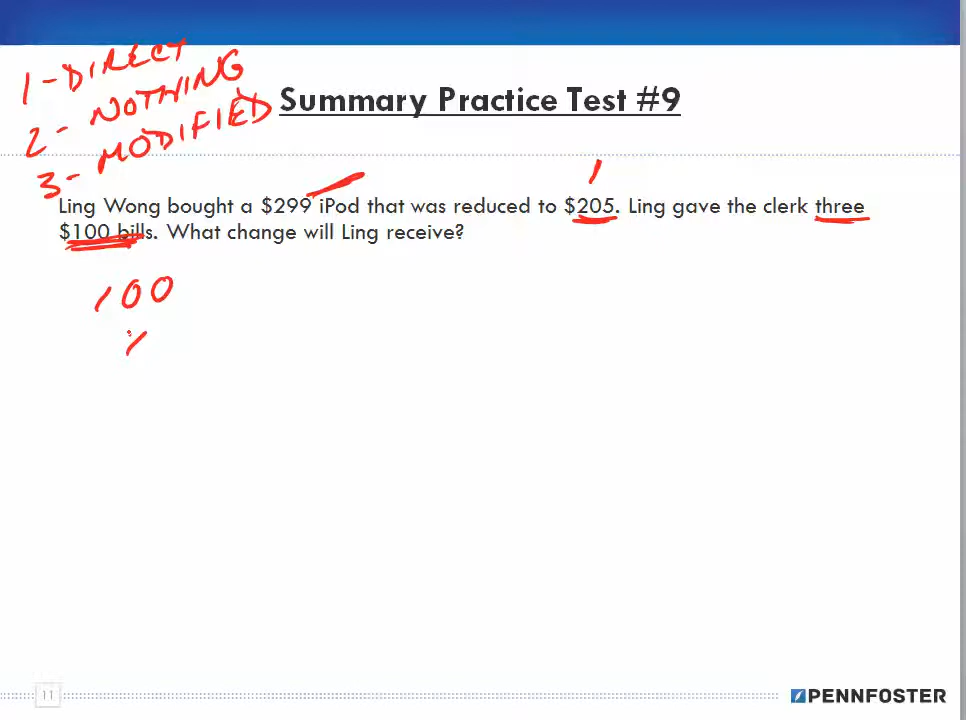 1 - DIRECT
2 - NOTHING
3 - MODIFIED
Summary Practice Test #9
Ling Wong bought a $299 iPod that was reduced to $205. Ling gave the clerk three
$100 bills. What change will Ling receive?
100
11
PENNFOSTER